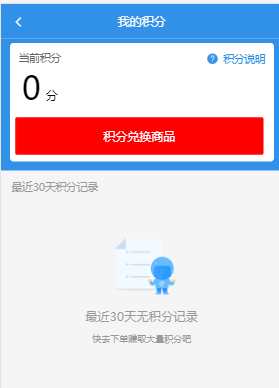 我的积分
当前积分
积分说明
0 分
积分兑换商品
最近30天积分记录
最近30天无积分记录
快去下单赚取大量积分吧